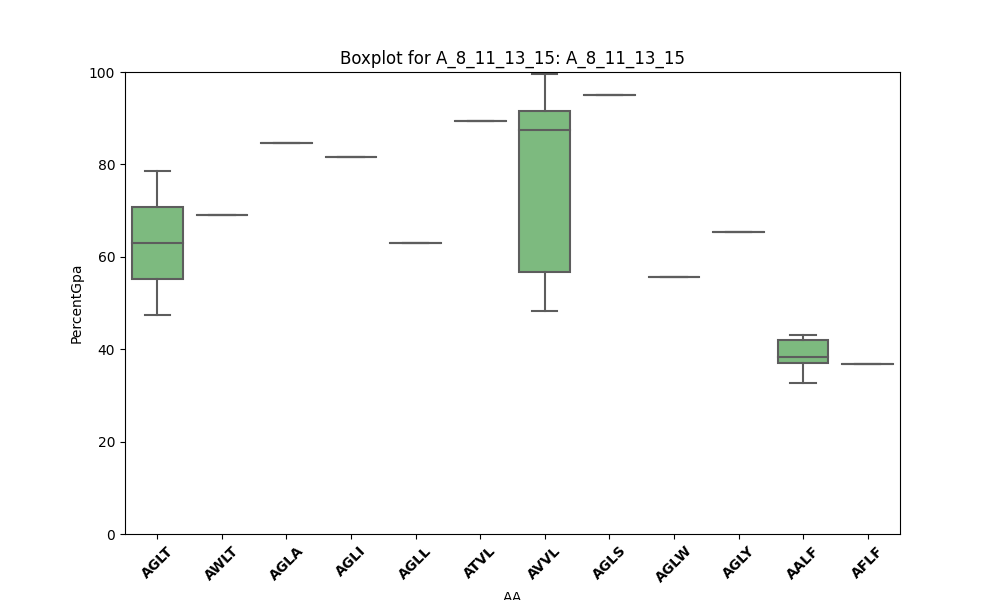 Boxplot for A_8_11_13_15: A_8_11_13_15
PercentGpa
100
80
60
40
20
0
AGLT AWLT AGLA AGLI AGLL ATVL AVVL AGLS AGLW AGLY AALF AFLF
AA